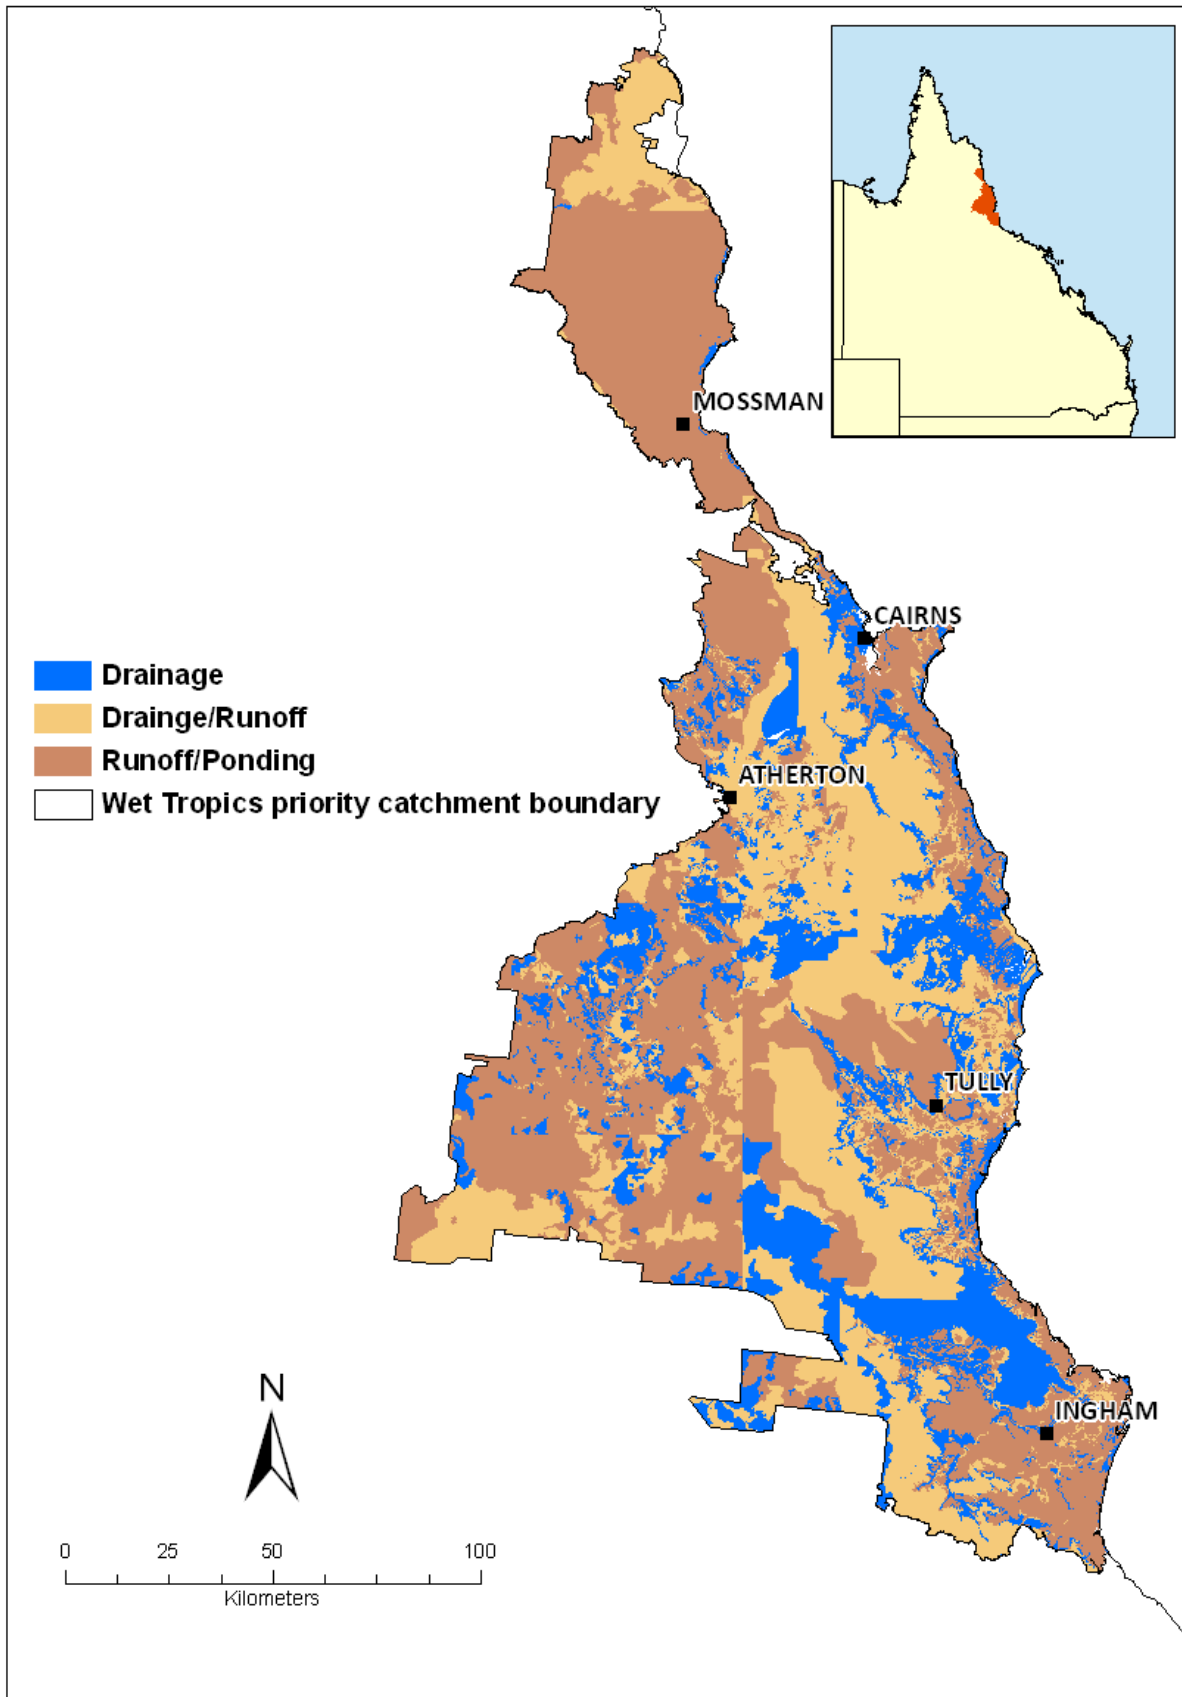 MOSSMAN
CAIRNS
Drainage
Drainge/Runoff
Runoff/Ponding
Wet Tropics priority catchment boundary
ATHERTON
TULLY
INGHAM
N
0 25 50 100
Kilometers